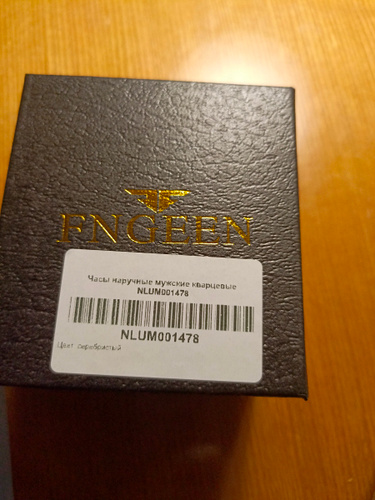 FNGEEN
Часы наручные мужские кварцевые
NLUM001478
NLUM001478
Цвет: серебристый